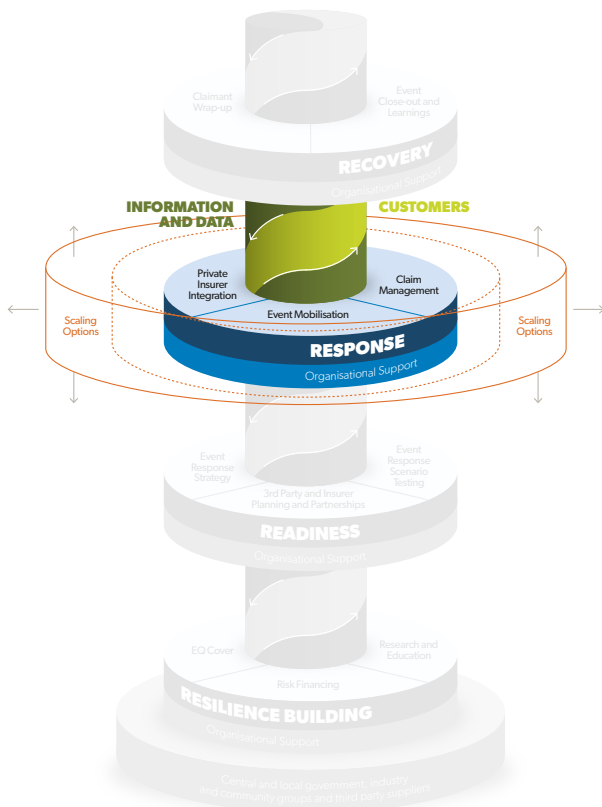 Claimant
Wrap-up
Event
Close-out and
Learnings
RECOVERY
Organisational Support
INFORMATION
AND DATA
CUSTOMERS
Private
Insurer
Integration
Claim
Management
Event Mobilisation
Scaling
Options
Scaling
Options
RESPONSE
Organisational Support
Event
Response
Strategy
Event
Response
Scenario
Testing
3rd Party and Insurer
Planning and Partnerships
READINESS
Organisational Support
EQ Cover
Research and
Education
Risk Financing
RESILIENCE BUILDING
Organisational Support
Central and local government, industry
and community groups and third party suppliers